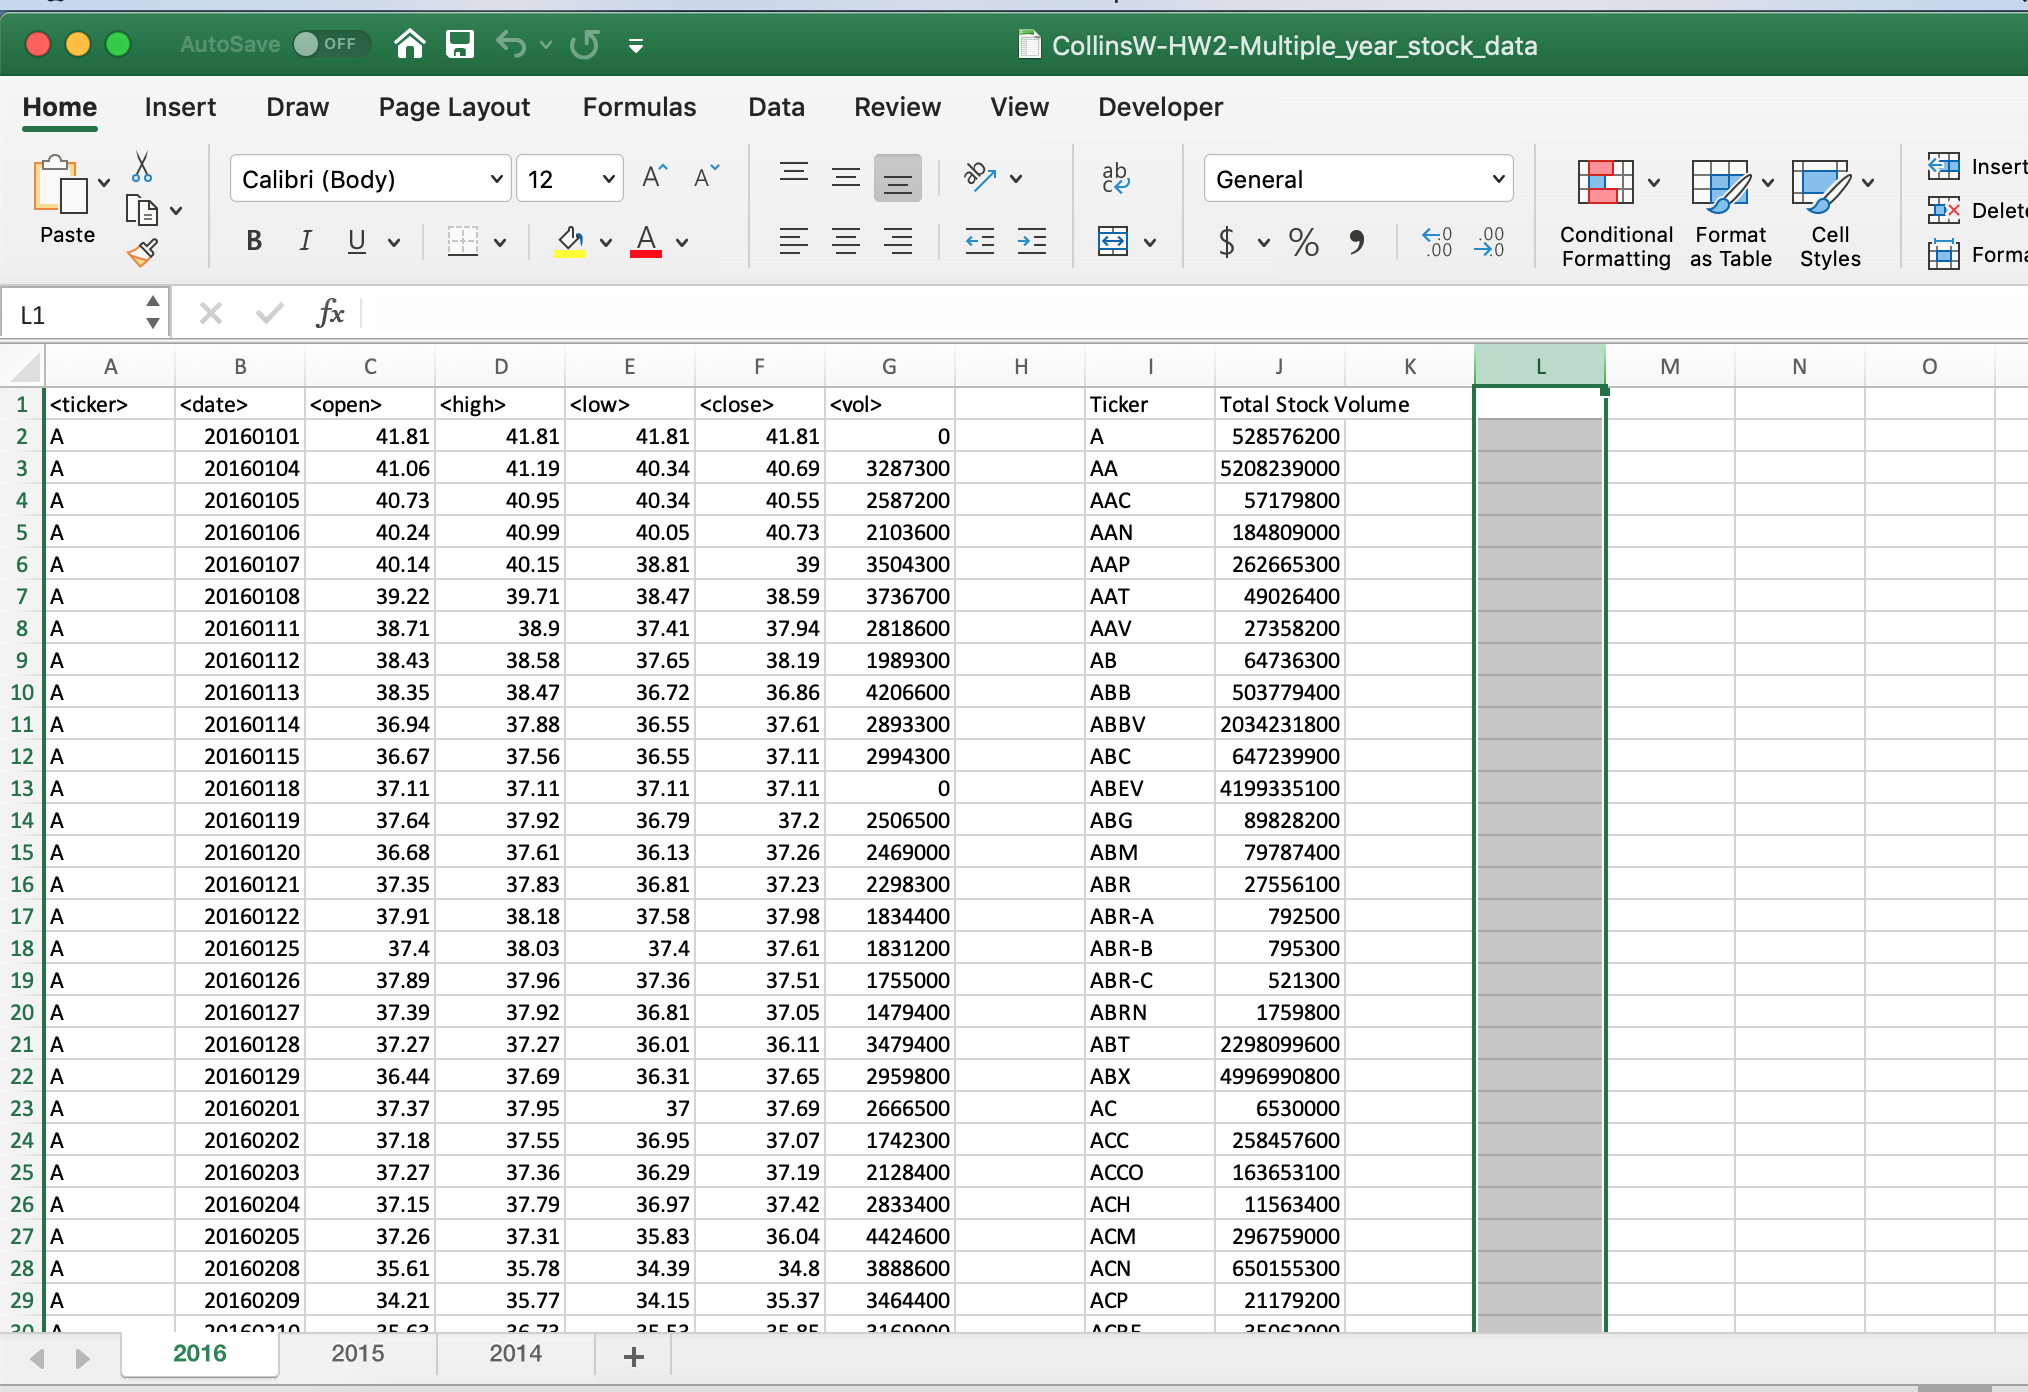 AutoSave OFF CollinsW-HW2-Multiple_year_stock_data
Home Insert Draw Page Layout Formulas Data Review View Developer
Paste
Calibri (Body) 12 A A
B I U A
ab
ab c
General
$ % , .0 .00 .00 .0
Conditional Formatting
Format as Table
Cell Styles
Insert
Delete
L1 fx
A B C D E F G H I J K L M N O
1 <ticker> <date> <open> <high> <low> <close> <vol> Ticker Total Stock Volume
2 A 20160101 41.81 41.81 41.81 41.81 0 A 528576200
3 A 20160104 41.06 41.19 40.34 40.69 3287300 AA 5208239000
4 A 20160105 40.73 40.95 40.34 40.55 2587200 AAC 57179800
5 A 20160106 40.24 40.99 40.05 40.73 2103600 AAN 184809000
6 A 20160107 40.14 40.15 38.81 39 3504300 AAP 262665300
7 A 20160108 39.22 39.71 38.47 38.59 3736700 AAT 49026400
8 A 20160111 38.71 38.9 37.41 37.94 2818600 AAV 27358200
9 A 20160112 38.43 38.58 37.65 38.19 1989300 AB 64736300
10 A 20160113 38.35 38.47 36.72 36.86 4206600 ABB 503779400
11 A 20160114 36.94 37.88 36.55 37.61 2893300 ABBV 2034231800
12 A 20160115 36.67 37.56 36.55 37.11 2994300 ABC 647239900
13 A 20160118 37.11 37.11 37.11 37.11 0 ABEV 4199335100
14 A 20160119 37.64 37.92 36.79 37.2 2506500 ABG 89828200
15 A 20160120 36.68 37.61 36.13 37.26 2469000 ABM 79787400
16 A 20160121 37.35 37.83 36.81 37.23 2298300 ABR 27556100
17 A 20160122 37.91 38.18 37.58 37.98 1834400 ABR-A 792500
18 A 20160125 37.4 38.03 37.4 37.61 1831200 ABR-B 795300
19 A 20160126 37.89 37.96 37.36 37.51 1755000 ABR-C 521300
20 A 20160127 37.39 37.92 36.81 37.05 1479400 ABRN 1759800
21 A 20160128 37.27 37.27 36.01 36.11 3479400 ABT 2298099600
22 A 20160129 36.44 37.69 36.31 37.65 2959800 ABX 4996990800
23 A 20160201 37.37 37.95 37 37.69 2666500 AC 6530000
24 A 20160202 37.18 37.55 36.95 37.07 1742300 ACC 258457600
25 A 20160203 37.27 37.36 36.29 37.19 2128400 ACCO 163653100
26 A 20160204 37.15 37.79 36.97 37.42 2833400 ACH 11563400
27 A 20160205 37.26 37.31 35.83 36.04 4424600 ACM 296759000
28 A 20160208 35.61 35.78 34.39 34.8 3888600 ACN 650155300
29 A 20160209 34.21 35.77 34.15 35.37 3464400 ACP 21179200
30 A 20160210
2016 2015 2014 +